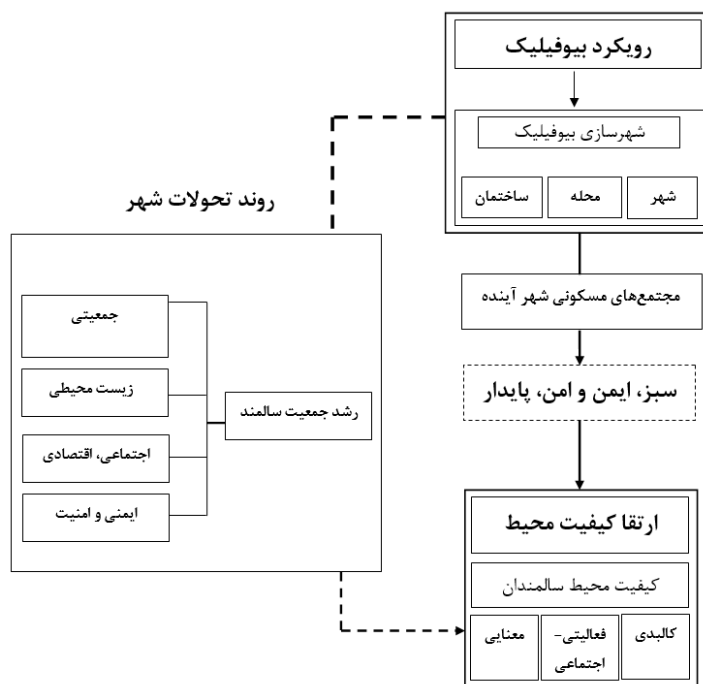 رویکرد بیوفیلیک
شهرسازی بیوفیلیک
شهر
محله
ساختمان
روند تحولات شهر
جمعیتی
زیست محیطی
اجتماعی، اقتصادی
ایمنی و امنیت
رشد جمعیت سالمند
مجتمع‌های مسکونی شهر آینده
سبز، ایمن و امن، پایدار
ارتقا کیفیت محیط
کیفیت محیط سالمندان
کالبدی
فعالیتی-
اجتماعی
معنایی